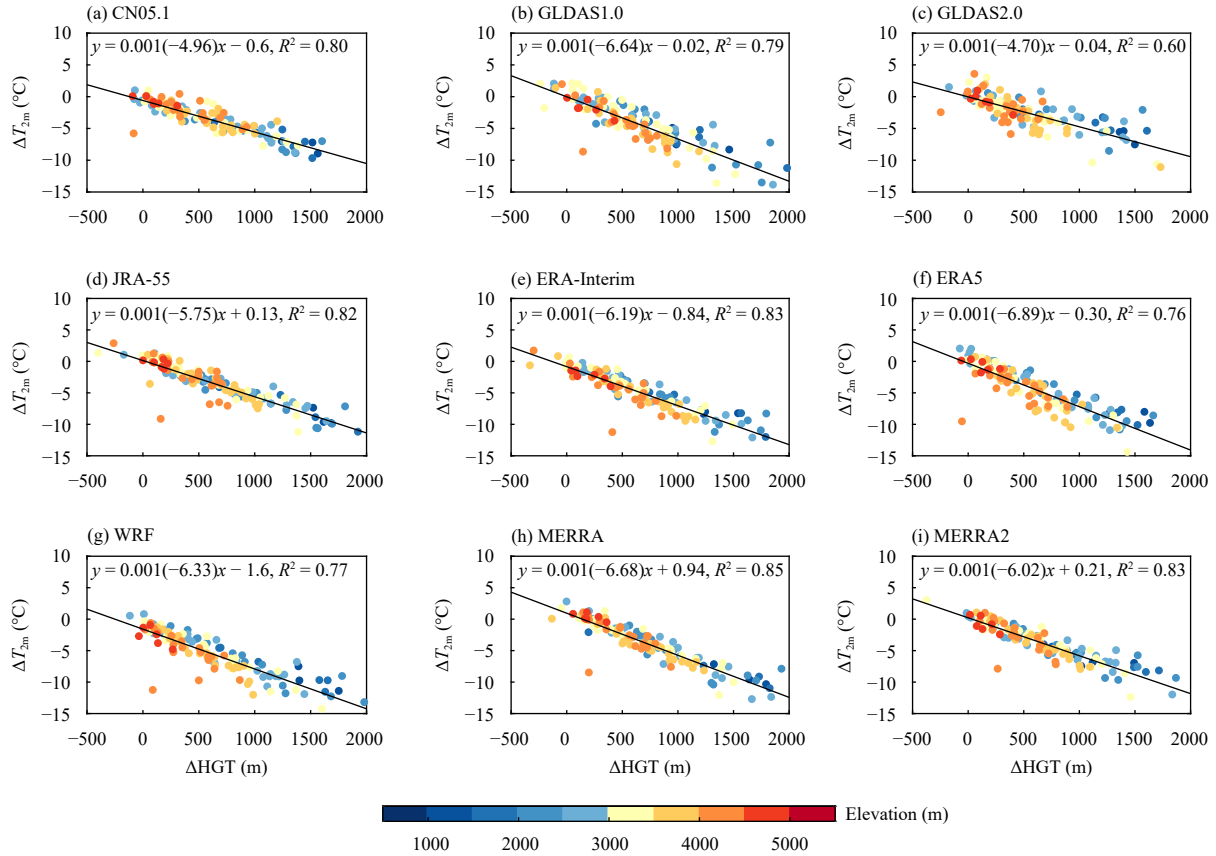 (a) CN05.1
(b) GLDAS1.0
(c) GLDAS2.0
y = 0.001(−4.96)x − 0.6, R² = 0.80
y = 0.001(−6.64)x − 0.02, R² = 0.79
y = 0.001(−4.70)x − 0.04, R² = 0.60
ΔT2m (°C)
ΔT2m (°C)
ΔT2m (°C)
10
5
0
−5
−10
−15
10
5
0
−5
−10
−15
10
5
0
−5
−10
−15
−500 0 500 1000 1500 2000
−500 0 500 1000 1500 2000
−500 0 500 1000 1500 2000
(d) JRA-55
(e) ERA-Interim
(f) ERA5
y = 0.001(−5.75)x + 0.13, R² = 0.82
y = 0.001(−6.19)x − 0.84, R² = 0.83
y = 0.001(−6.89)x − 0.30, R² = 0.76
ΔT2m (°C)
ΔT2m (°C)
ΔT2m (°C)
10
5
0
−5
−10
−15
10
5
0
−5
−10
−15
10
5
0
−5
−10
−15
−500 0 500 1000 1500 2000
−500 0 500 1000 1500 2000
−500 0 500 1000 1500 2000
(g) WRF
(h) MERRA
(i) MERRA2
y = 0.001(−6.33)x − 1.6, R² = 0.77
y = 0.001(−6.68)x + 0.94, R² = 0.85
y = 0.001(−6.02)x + 0.21, R² = 0.83
ΔT2m (°C)
ΔT2m (°C)
ΔT2m (°C)
10
5
0
−5
−10
−15
10
5
0
−5
−10
−15
10
5
0
−5
−10
−15
−500 0 500 1000 1500 2000
−500 0 500 1000 1500 2000
−500 0 500 1000 1500 2000
ΔHGT (m)
ΔHGT (m)
ΔHGT (m)
Elevation (m)
1000 2000 3000 4000 5000